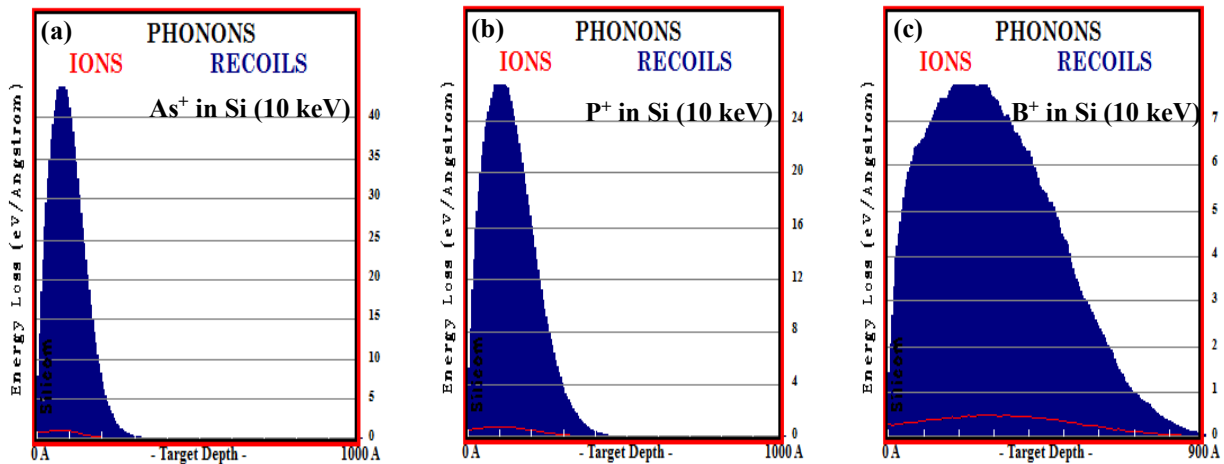 (a)
PHONONS
IONS RECOILS
As⁺ in Si (10 keV)
Energy Loss (eV/Angstrom)
40
35
30
25
20
15
10
5
0
Silicon
0 A - Target Depth - 1000 A
(b)
PHONONS
IONS RECOILS
P⁺ in Si (10 keV)
Energy Loss (eV/Angstrom)
24
20
16
12
8
4
0
Silicon
0 A - Target Depth - 1000 A
(c)
PHONONS
IONS RECOILS
B⁺ in Si (10 keV)
Energy Loss (eV/Angstrom)
7
6
5
4
3
2
1
0
Silicon
0 A - Target Depth - 900 A